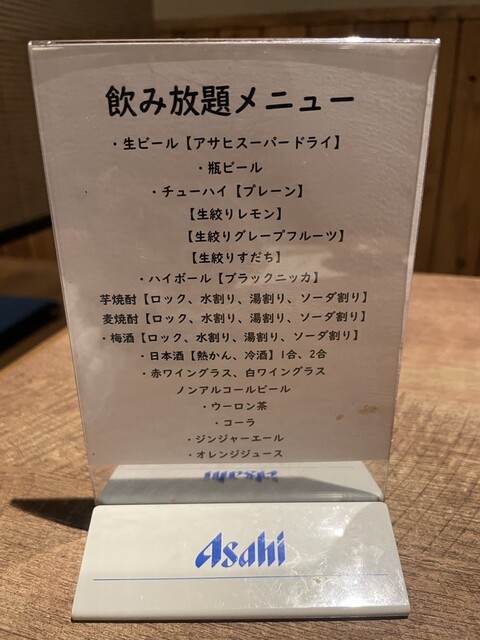 飲み放題メニュー
・生ビール【アサヒスーパードライ】
・瓶ビール
・チューハイ【プレーン】
【生絞りレモン】
【生絞りグレープフルーツ】
【生絞りすだち】
・ハイボール【ブラックニッカ】
芋焼酎【ロック、水割り、湯割り、ソーダ割り】
麦焼酎【ロック、水割り、湯割り、ソーダ割り】
・梅酒【ロック、水割り、湯割り、ソーダ割り】
・日本酒【熱かん、冷酒】1合、2合
・赤ワイングラス、白ワイングラス
ノンアルコールビール
・ウーロン茶
・コーラ
・ジンジャーエール
・オレンジジュース
Asahi